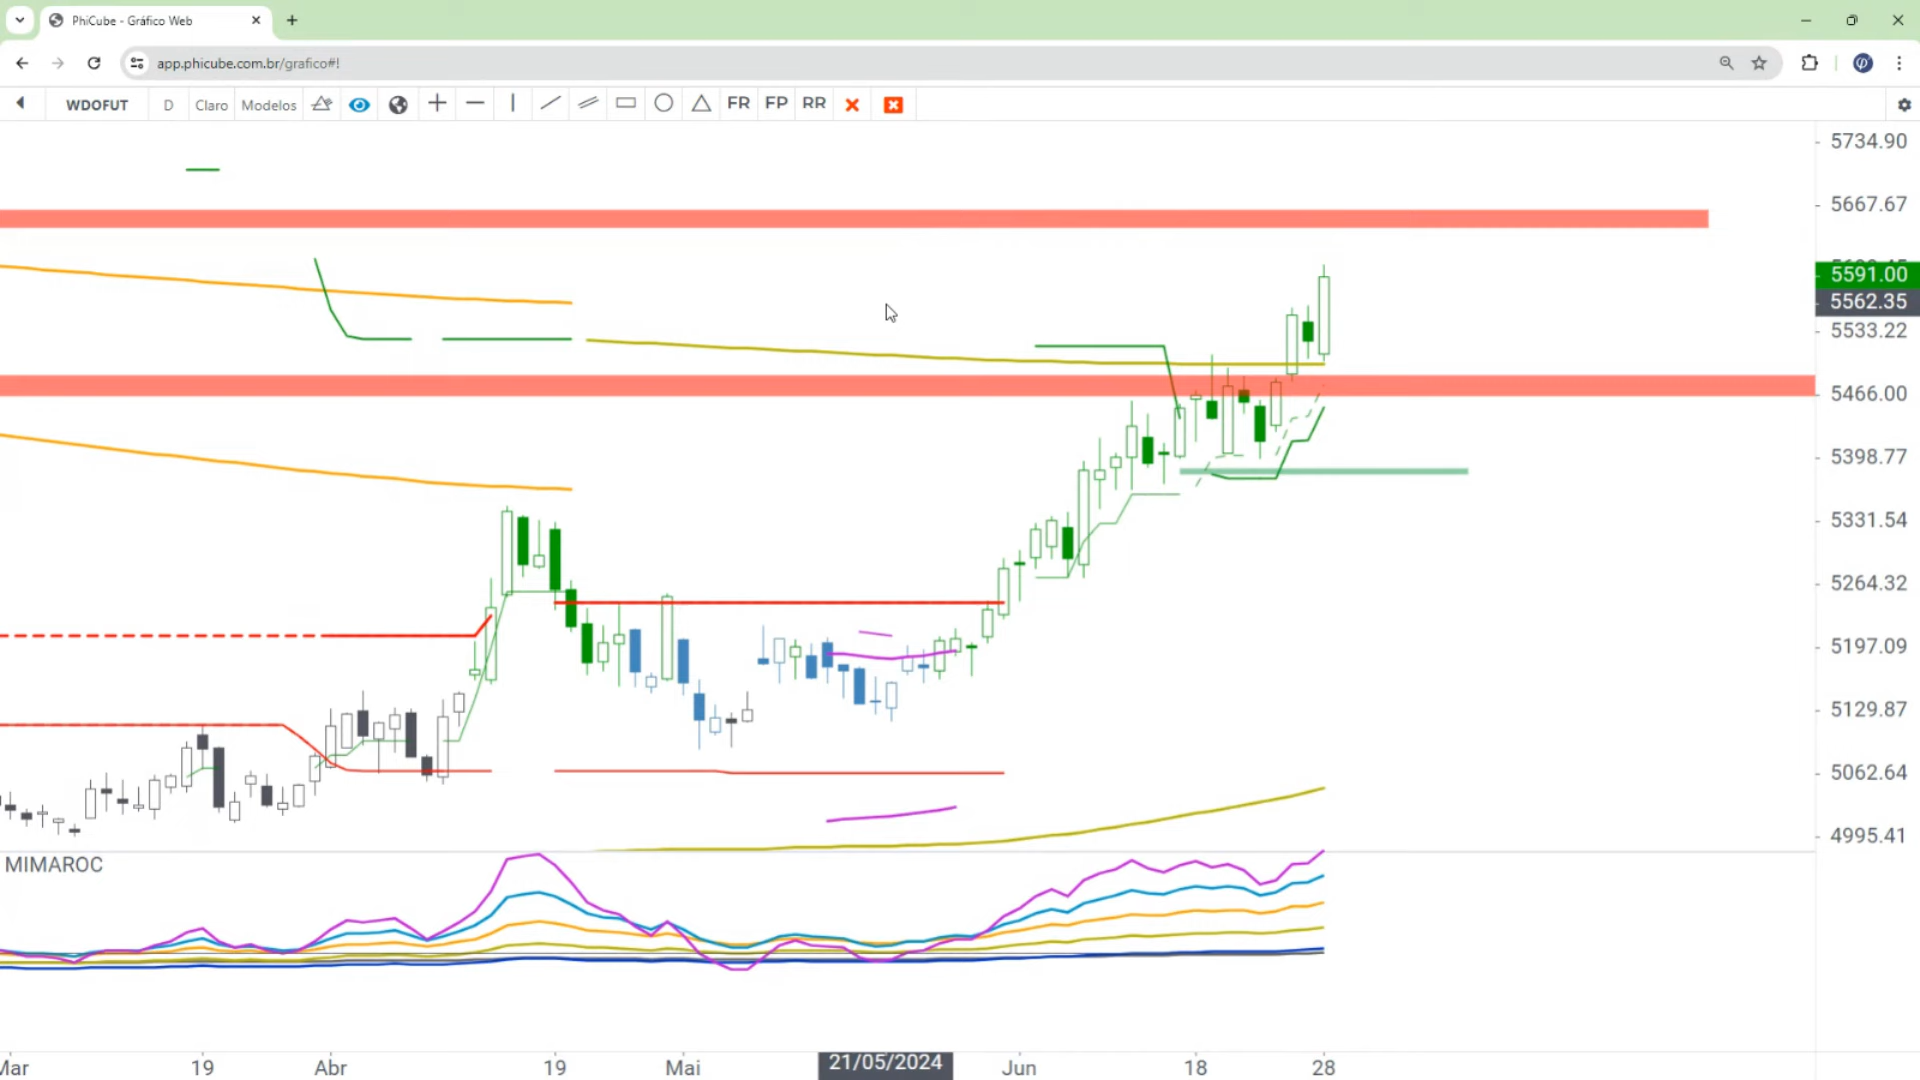 PhiCube - Gráfico Web
app.phicube.com.br/grafico#!
WDOFUT D Claro Modelos FR FP RR
5734.90
5667.67
5591.00
5562.35
5533.22
5466.00
5398.77
5331.54
5264.32
5197.09
5129.87
5062.64
4995.41
MIMAROC
Mar 19 Abr 19 Mai 21/05/2024 Jun 18 28